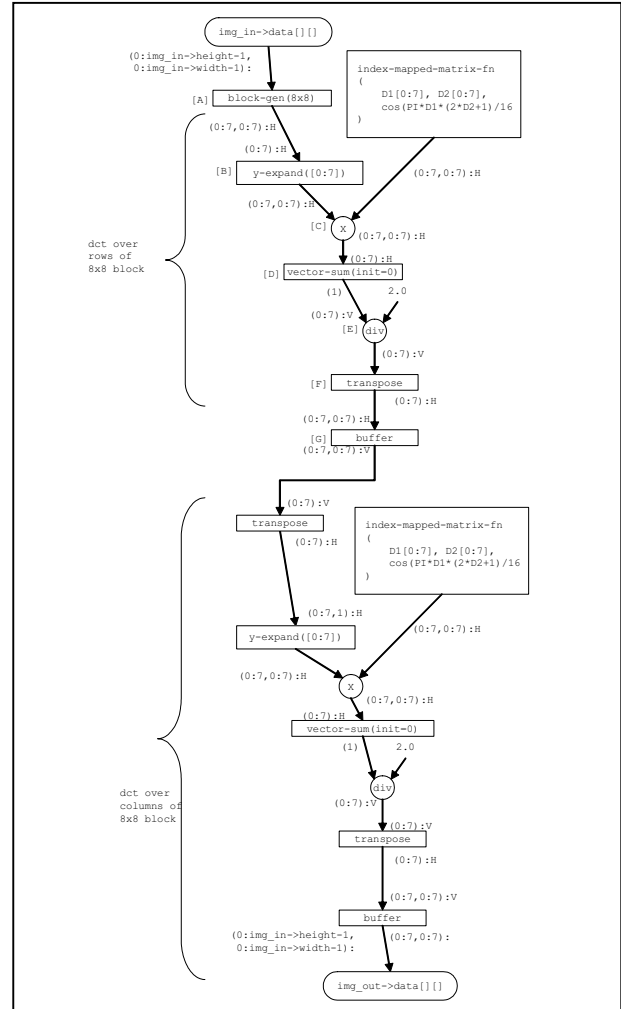 img_in->data[][]
(0:img_in->height-1,
0:img_in->width-1):
index-mapped-matrix-fn
(
D1[0:7], D2[0:7],
cos(PI*D1*(2*D2+1)/16
)
[A]
block-gen(8x8)
(0:7,0:7):H
(0:7):H
[B]
y-expand([0:7])
(0:7,0:7):H
(0:7,0:7):H
[C]
X
(0:7,0:7):H
dct over
rows of
8x8 block
(0:7):H
[D]
vector-sum(init=0)
(1)
2.0
(0:7):V
[E]
div
(0:7):V
[F]
transpose
(0:7):H
(0:7,0:7):H
[G]
buffer
(0:7,0:7):V
(0:7):V
transpose
(0:7):H
index-mapped-matrix-fn
(
D1[0:7], D2[0:7],
cos(PI*D1*(2*D2+1)/16
)
(0:7,1):H
y-expand([0:7])
(0:7,0:7):H
(0:7,0:7):H
X
(0:7,0:7):H
(0:7):H
vector-sum(init=0)
(1)
2.0
div
(0:7):V
dct over
columns of
8x8 block
(0:7):V
transpose
(0:7):H
(0:7,0:7):V
buffer
(0:img_in->height-1,
0:img_in->width-1):
(0:7,0:7):
img_out->data[][]